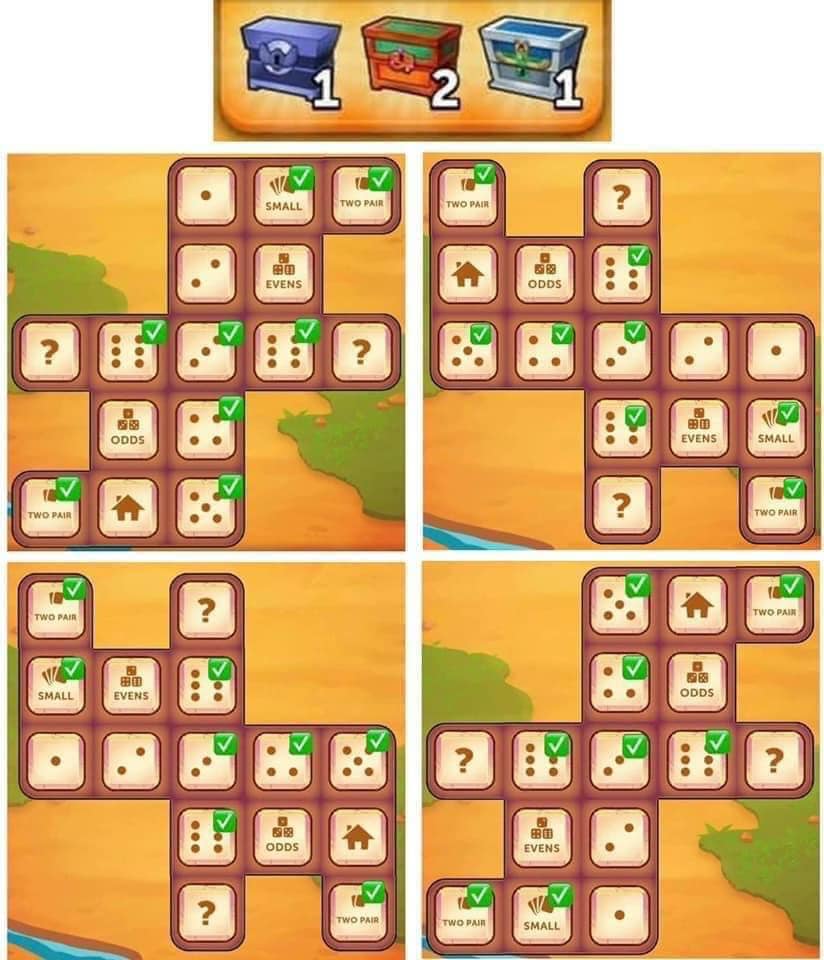 1 2 1
SMALL TWO PAIR
EVENS
? ?
ODDS
TWO PAIR
TWO PAIR ?
ODDS
EVENS SMALL
? TWO PAIR
TWO PAIR ?
SMALL EVENS
ODDS
? TWO PAIR
TWO PAIR
ODDS
? ?
EVENS
TWO PAIR SMALL